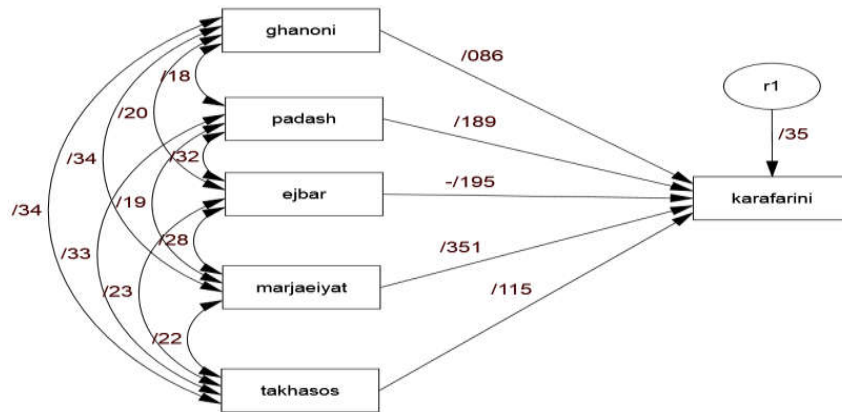 ghanoni
/086
/18
r1
/20
padash
/189
/35
/34
/32
ejbar
-/195
karafarini
/34
/19
/28
/351
/33
/23
marjaeiyat
/115
/22
takhasos